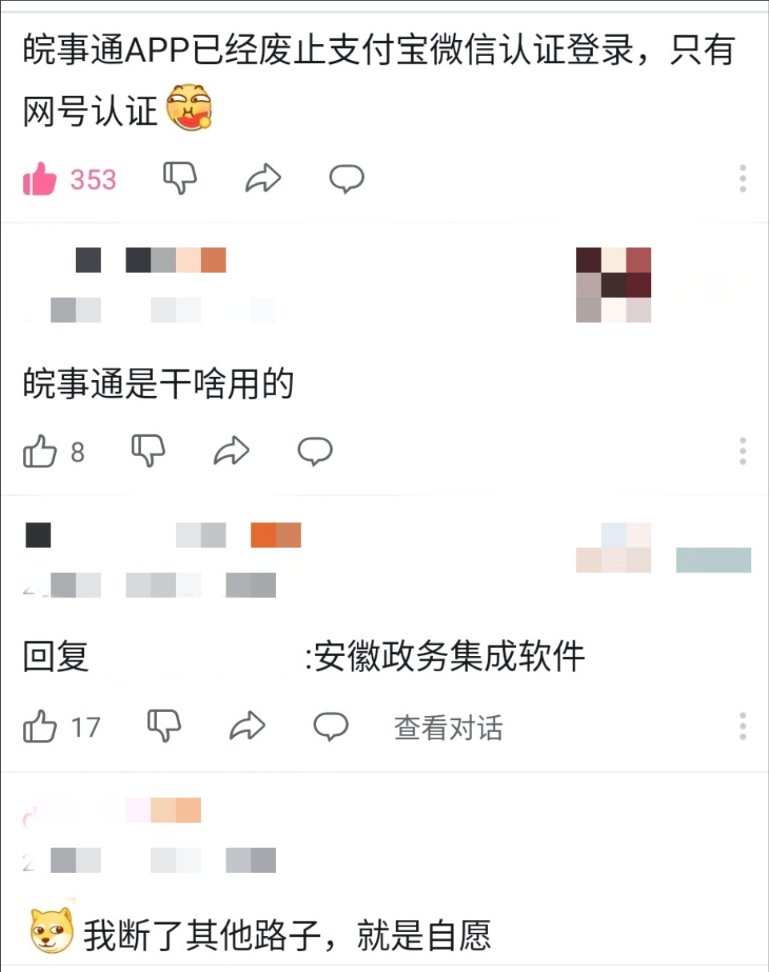 皖事通APP已经废止支付宝微信认证登录，只有
网号认证
353
皖事通是干啥用的
8
回复 :安徽政务集成软件
17 查看对话
我断了其他路子，就是自愿